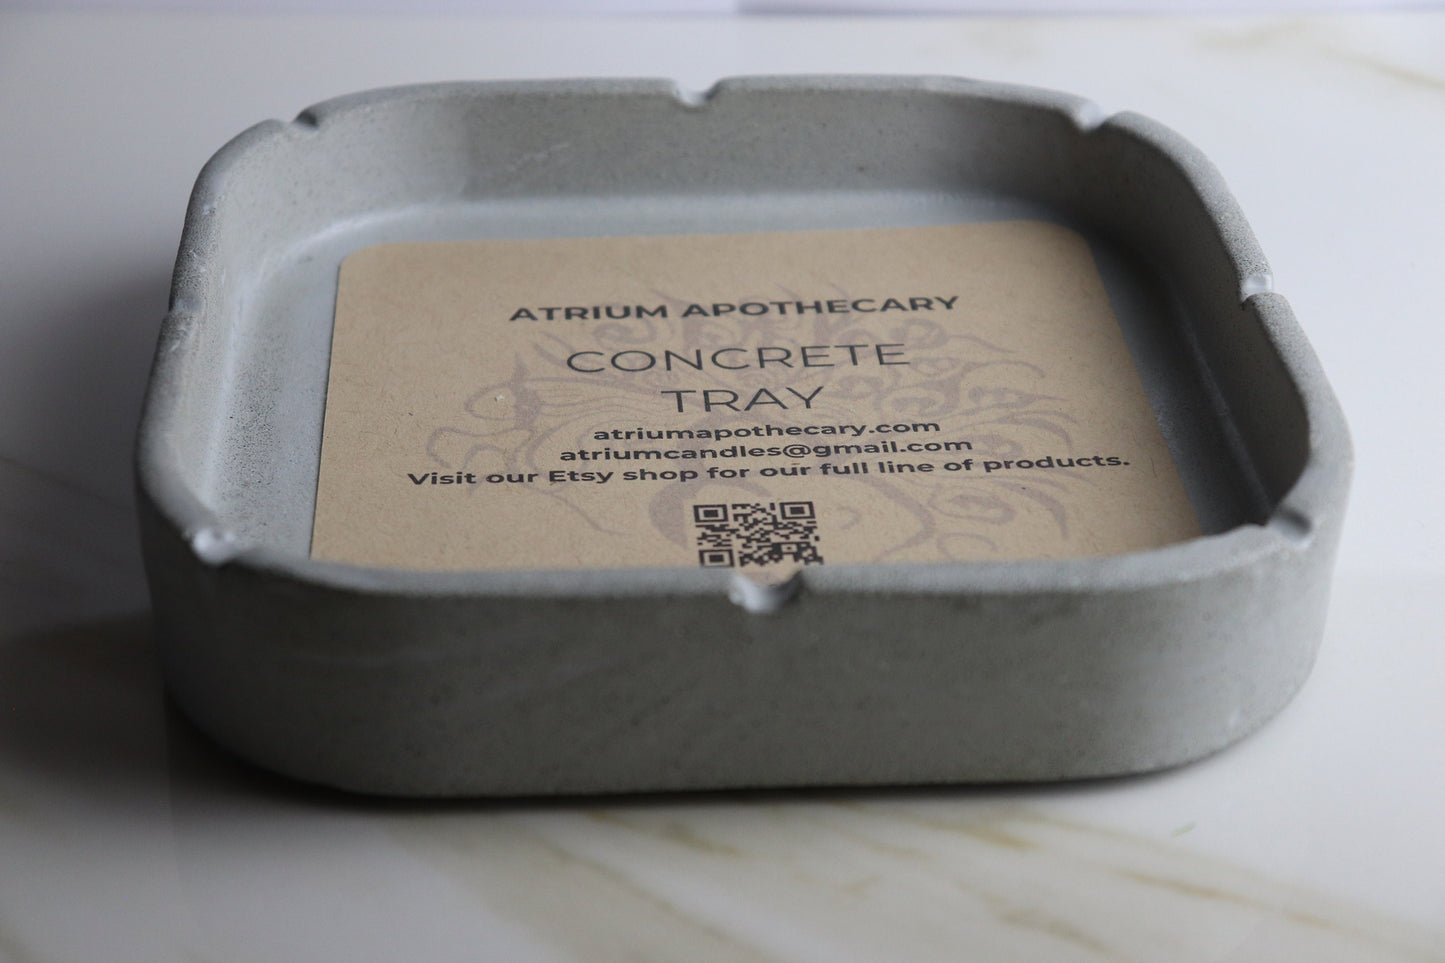 ATRIUM APOTHECARY
CONCRETE
TRAY
atriumapothecary.com
atriumcandles@gmail.com
Visit our Etsy shop for our full line of products.